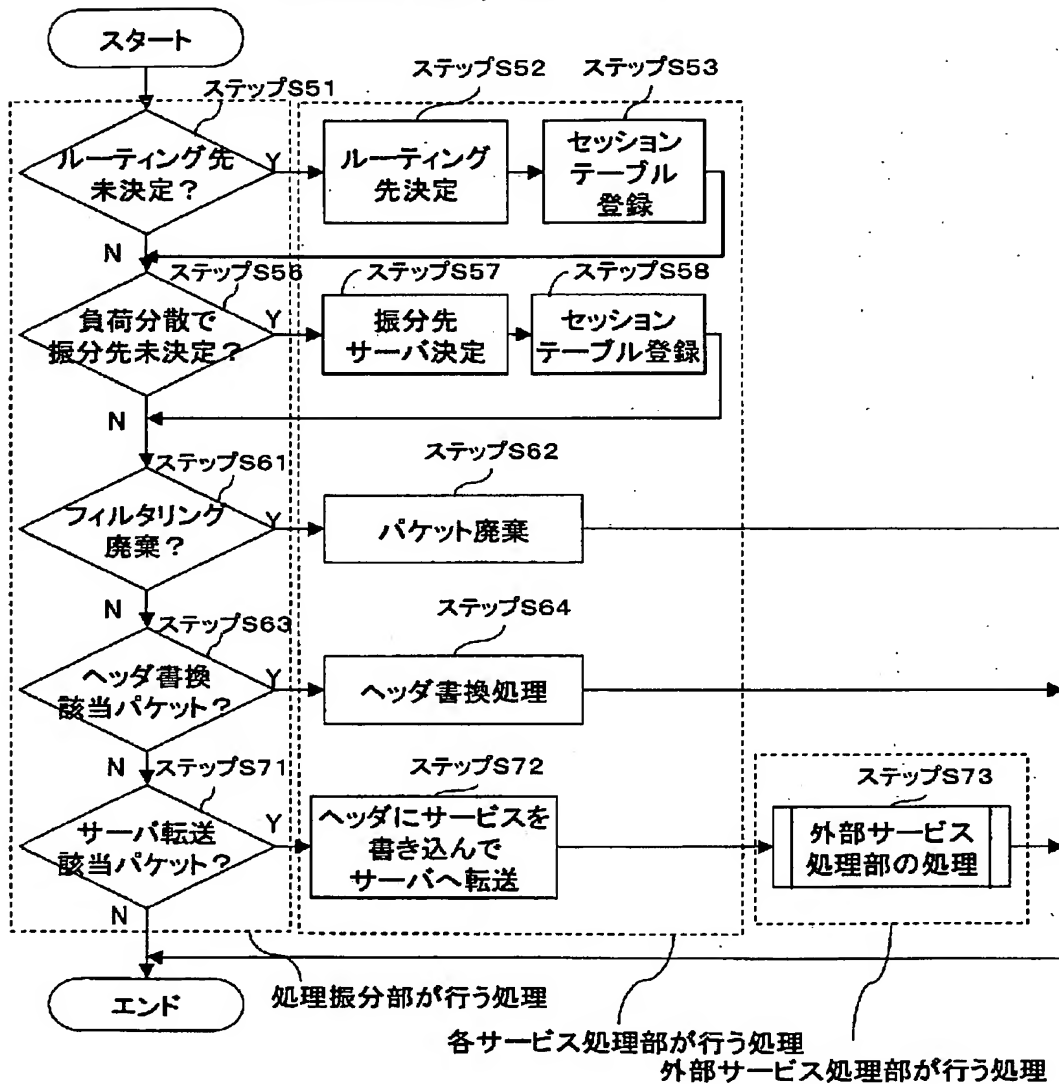 スタート
ステップS51
ルーティング先
未決定？
Y
N
ステップS52
ルーティング
先決定
ステップS53
セッション
テーブル
登録
ステップS56
負荷分散で
振分先未決定？
Y
N
ステップS57
振分先
サーバ決定
ステップS58
セッション
テーブル登録
ステップS61
フィルタリング
廃棄？
Y
N
ステップS62
パケット廃棄
ステップS63
ヘッダ書換
該当パケット？
Y
N
ステップS64
ヘッダ書換処理
ステップS71
サーバ転送
該当パケット？
Y
N
ステップS72
ヘッダにサービスを
書き込んで
サーバへ転送
ステップS73
外部サービス
処理部の処理
エンド
処理振分部が行う処理
各サービス処理部が行う処理
外部サービス処理部が行う処理